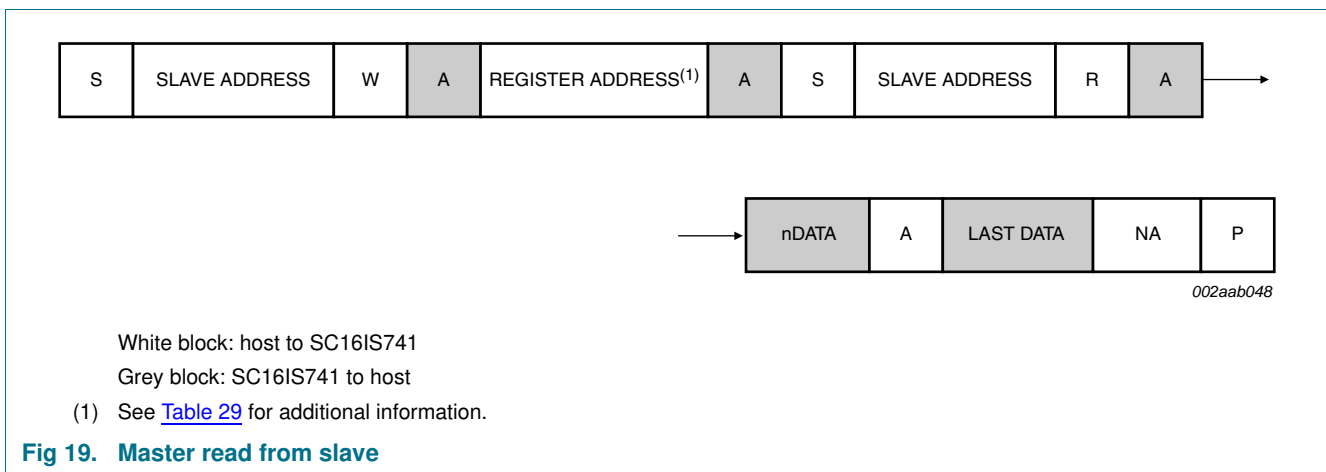 S SLAVE ADDRESS W A REGISTER ADDRESS(1) A S SLAVE ADDRESS R A
nDATA A LAST DATA NA P
002aab048
White block: host to SC16IS741
Grey block: SC16IS741 to host
(1) See Table 29 for additional information.
Fig 19. Master read from slave